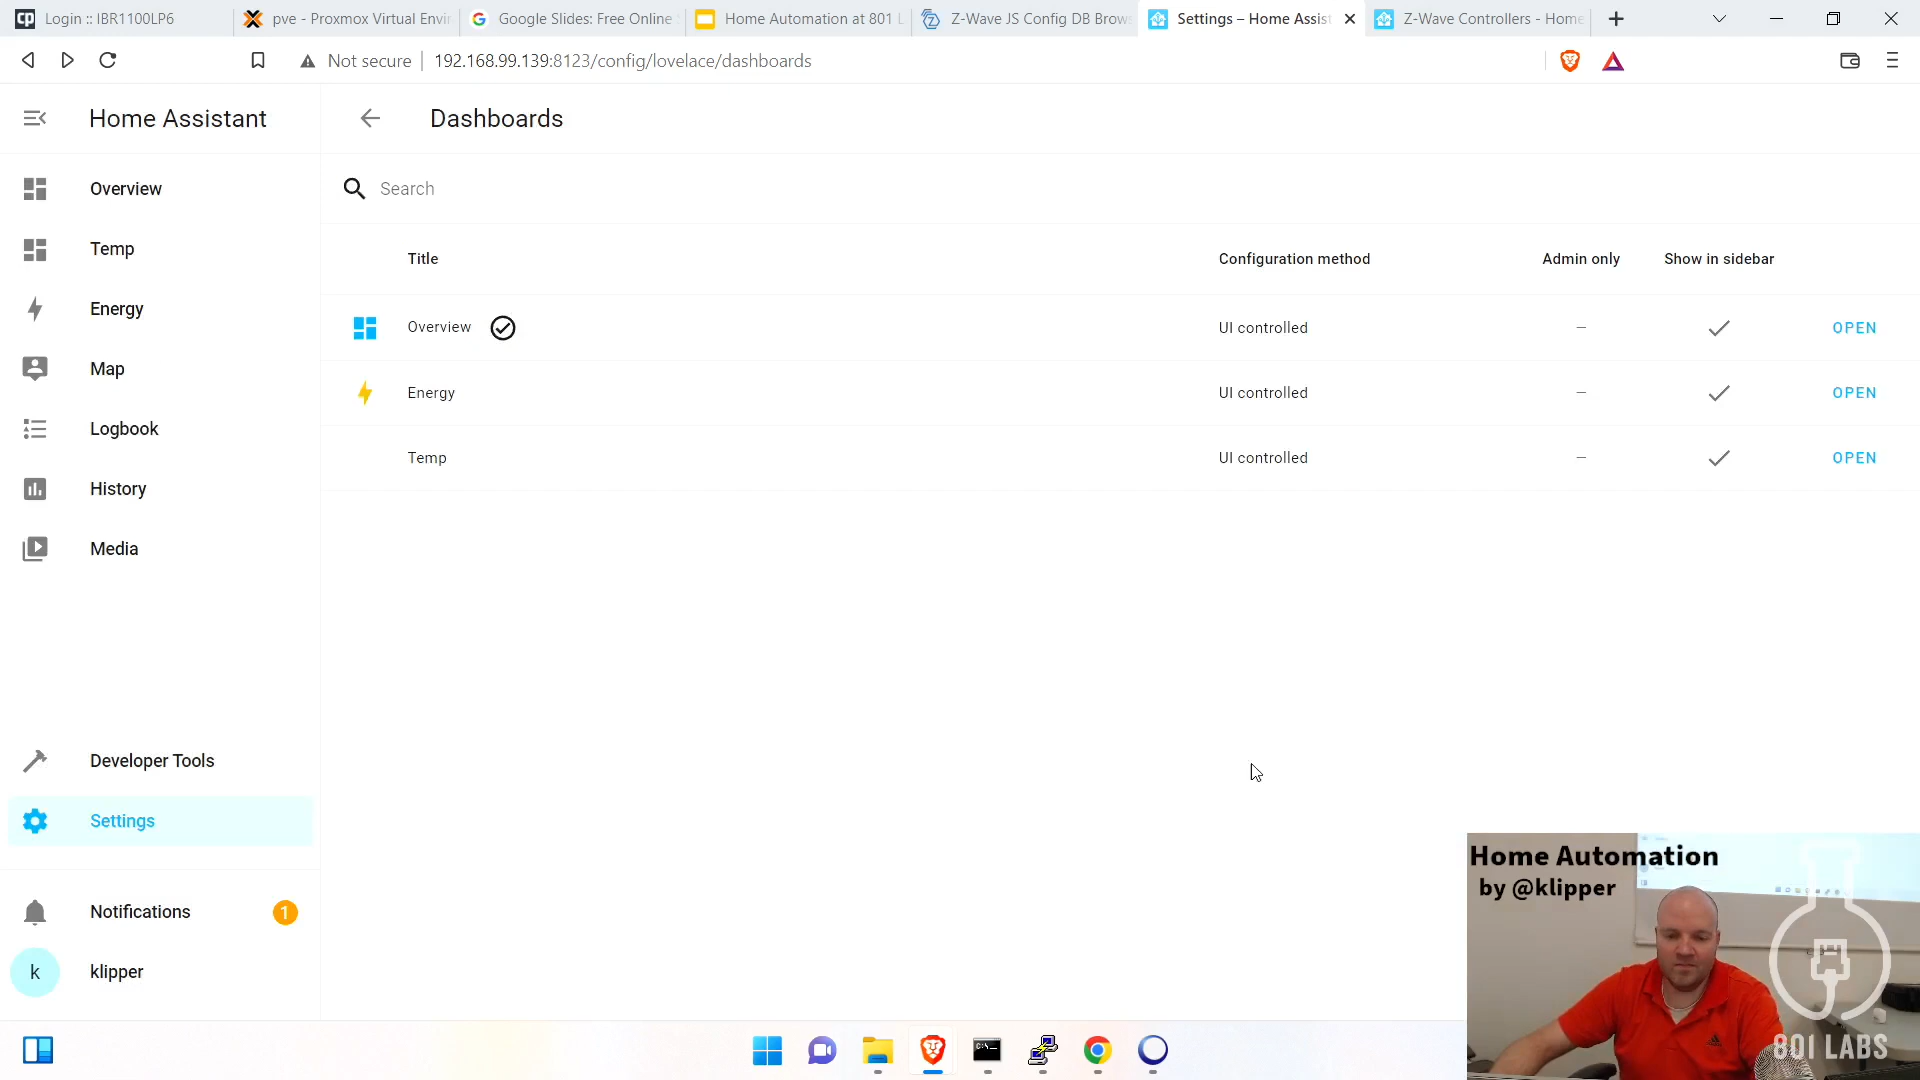 Login :: IBR1100LP6
pve - Proxmox Virtual Envir
Google Slides: Free Online
Home Automation at 801 L
Z-Wave JS Config DB Brow
Settings – Home Assist
Z-Wave Controllers - Home
Not secure
192.168.99.139:8123/config/lovelace/dashboards
Home Assistant
Dashboards
Overview
Search
Temp
Title
Configuration method
Admin only
Show in sidebar
Energy
Overview
UI controlled
–
OPEN
Map
Energy
UI controlled
–
OPEN
Logbook
Temp
UI controlled
–
OPEN
History
Media
Developer Tools
Settings
Notifications
1
k
klipper
Home Automation
by @klipper
801 LABS